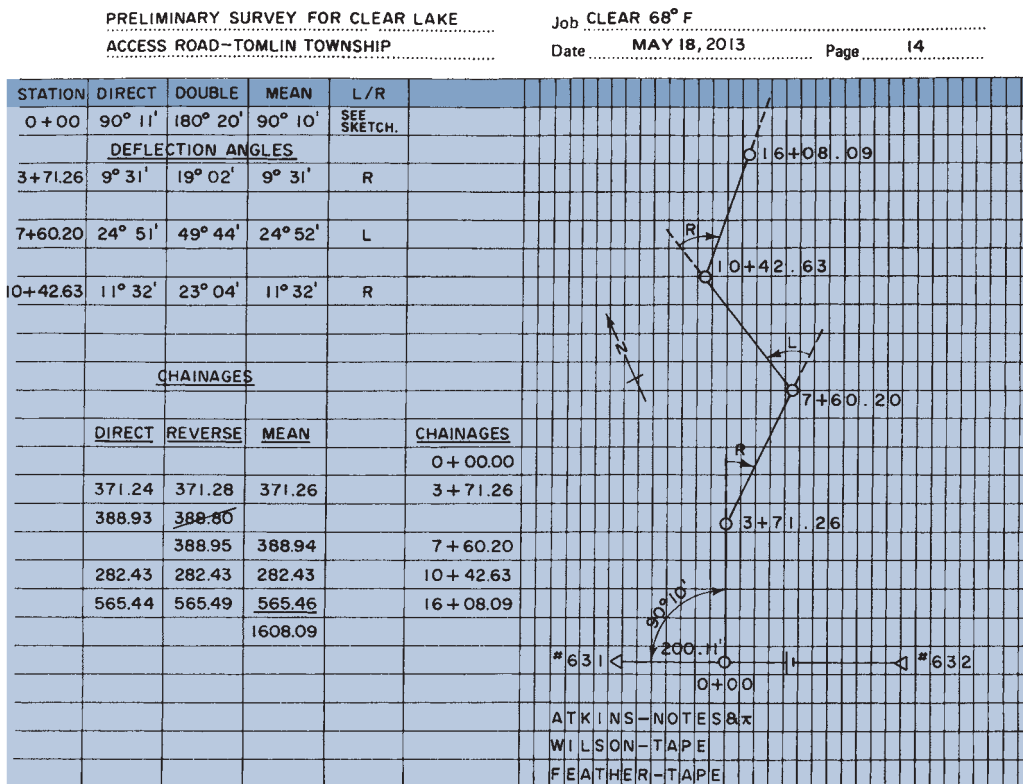 PRELIMINARY SURVEY FOR CLEAR LAKE
ACCESS ROAD-TOMLIN TOWNSHIP
Job CLEAR 68° F
Date MAY 18, 2013 Page 14
STATION DIRECT DOUBLE MEAN L/R
0+00 90° 11' 180° 20' 90° 10' SEE SKETCH.
DEFLECTION ANGLES
3+71.26 9° 31' 19° 02' 9° 31' R
7+60.20 24° 51' 49° 44' 24° 52' L
10+42.63 11° 32' 23° 04' 11° 32' R
CHAINAGES
DIRECT REVERSE MEAN CHAINAGES
0+00.00
371.24 371.28 371.26 3+71.26
388.93 388.80
388.95 388.94 7+60.20
282.43 282.43 282.43 10+42.63
565.44 565.49 565.46 16+08.09
1608.09
16+08.09
R
10+42.63
N
L
7+60.20
R
3+71.26
90°10'
200.11'
#631
#632
0+00
ATKINS-NOTES & π
WILSON-TAPE
FEATHER-TAPE